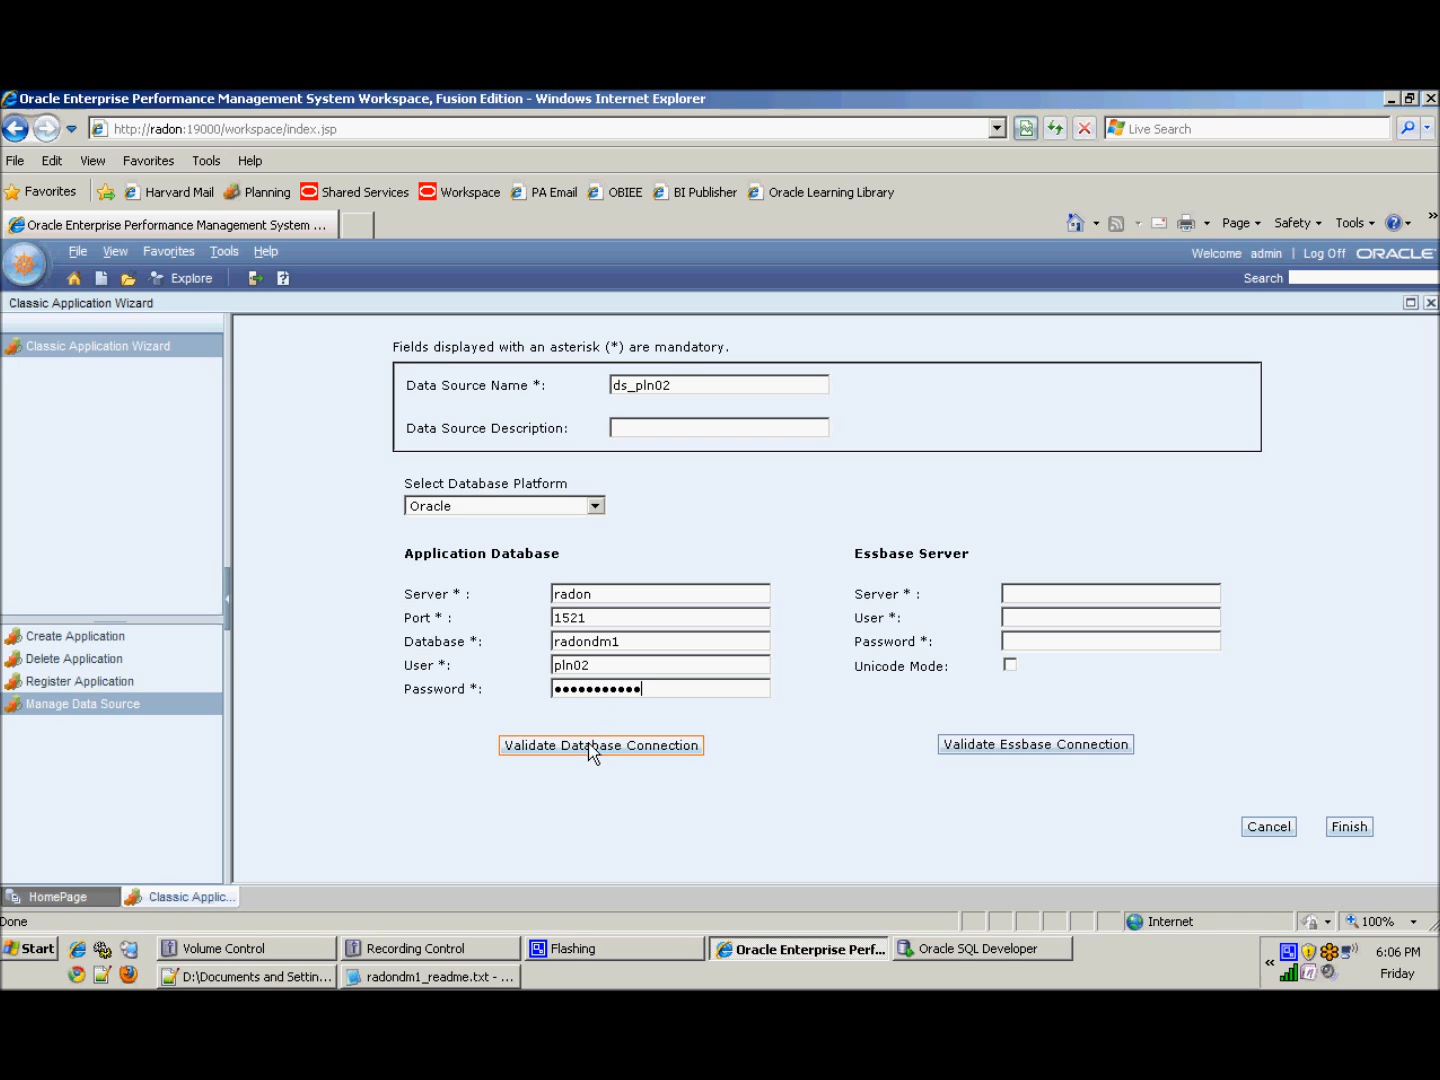 Oracle Enterprise Performance Management System Workspace, Fusion Edition - Windows Internet Explorer
http://radon:19000/workspace/index.jsp
Live Search
File Edit View Favorites Tools Help
Favorites Harvard Mail Planning Shared Services Workspace PA Email OBIEE BI Publisher Oracle Learning Library
Oracle Enterprise Performance Management System ... Page Safety Tools
File View Favorites Tools Help Welcome admin | Log Off ORACLE
Explore Search
Classic Application Wizard
Classic Application Wizard
Fields displayed with an asterisk (*) are mandatory.
Data Source Name *: ds_pln02
Data Source Description:
Select Database Platform
Oracle
Application Database Essbase Server
Server * : radon Server * :
Port * : 1521 User *:
Database *: radondm1 Password *:
User *: pln02 Unicode Mode:
Password *: ●●●●●●●●●●●
Create Application
Delete Application
Register Application
Manage Data Source
Validate Database Connection Validate Essbase Connection
Cancel Finish
HomePage Classic Applic...
Done Internet 100%
Start Volume Control Recording Control Flashing Oracle Enterprise Perf... Oracle SQL Developer 6:06 PM
D:\Documents and Settin... radondm1_readme.txt - ... Friday